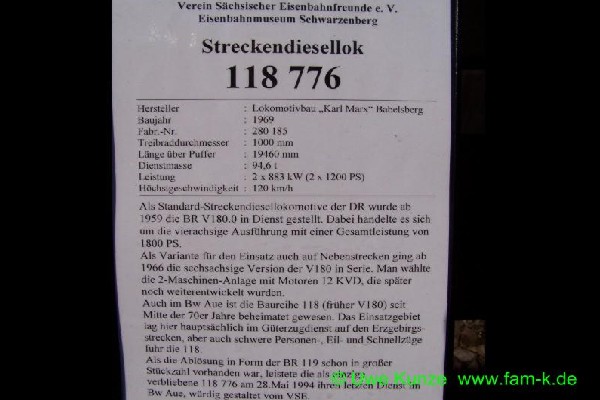 Verein Sächsischer Eisenbahnfreunde e. V.
Eisenbahnmuseum Schwarzenberg
Streckendiesellok
118 776
Hersteller : Lokomotivbau „Karl Marx“ Babelsberg
Baujahr : 1969
Fabr.-Nr. : 280 185
Treibraddurchmesser : 1000 mm
Länge über Puffer : 19460 mm
Dienstmasse : 94,6 t
Leistung : 2 x 883 kW (2 x 1200 PS)
Höchstgeschwindigkeit : 120 km/h
Als Standard-Streckendiesellokomotive der DR wurde ab
1959 die BR V180.0 in Dienst gestellt. Dabei handelte es sich
um die vierachsige Ausführung mit einer Gesamtleistung von
1800 PS.
Als Variante für den Einsatz auch auf Nebenstrecken ging ab
1966 die sechsachsige Version der V180 in Serie. Man wählte
die 2-Maschinen-Anlage mit Motoren 12 KVD, die später
noch weiterentwickelt wurden.
Auch im Bw Aue ist die Baureihe 118 (früher V180) seit
Mitte der 70er Jahre beheimatet gewesen. Das Einsatzgebiet
lag hier hauptsächlich im Güterzugdienst auf den Erzgebirgs-
strecken, aber auch schwere Personen-, Eil- und Schnellzüge
fuhr die 118.
Als die Ablösung in Form der BR 119 schon in großer
Stückzahl vorhanden war, leistete die als einzige
verbliebene 118 776 am 28.Mai 1994 ihren letzten Dienst im
Bw Aue, würdig gestaltet vom VSE.
© Uwe Kunze www.fam-k.de